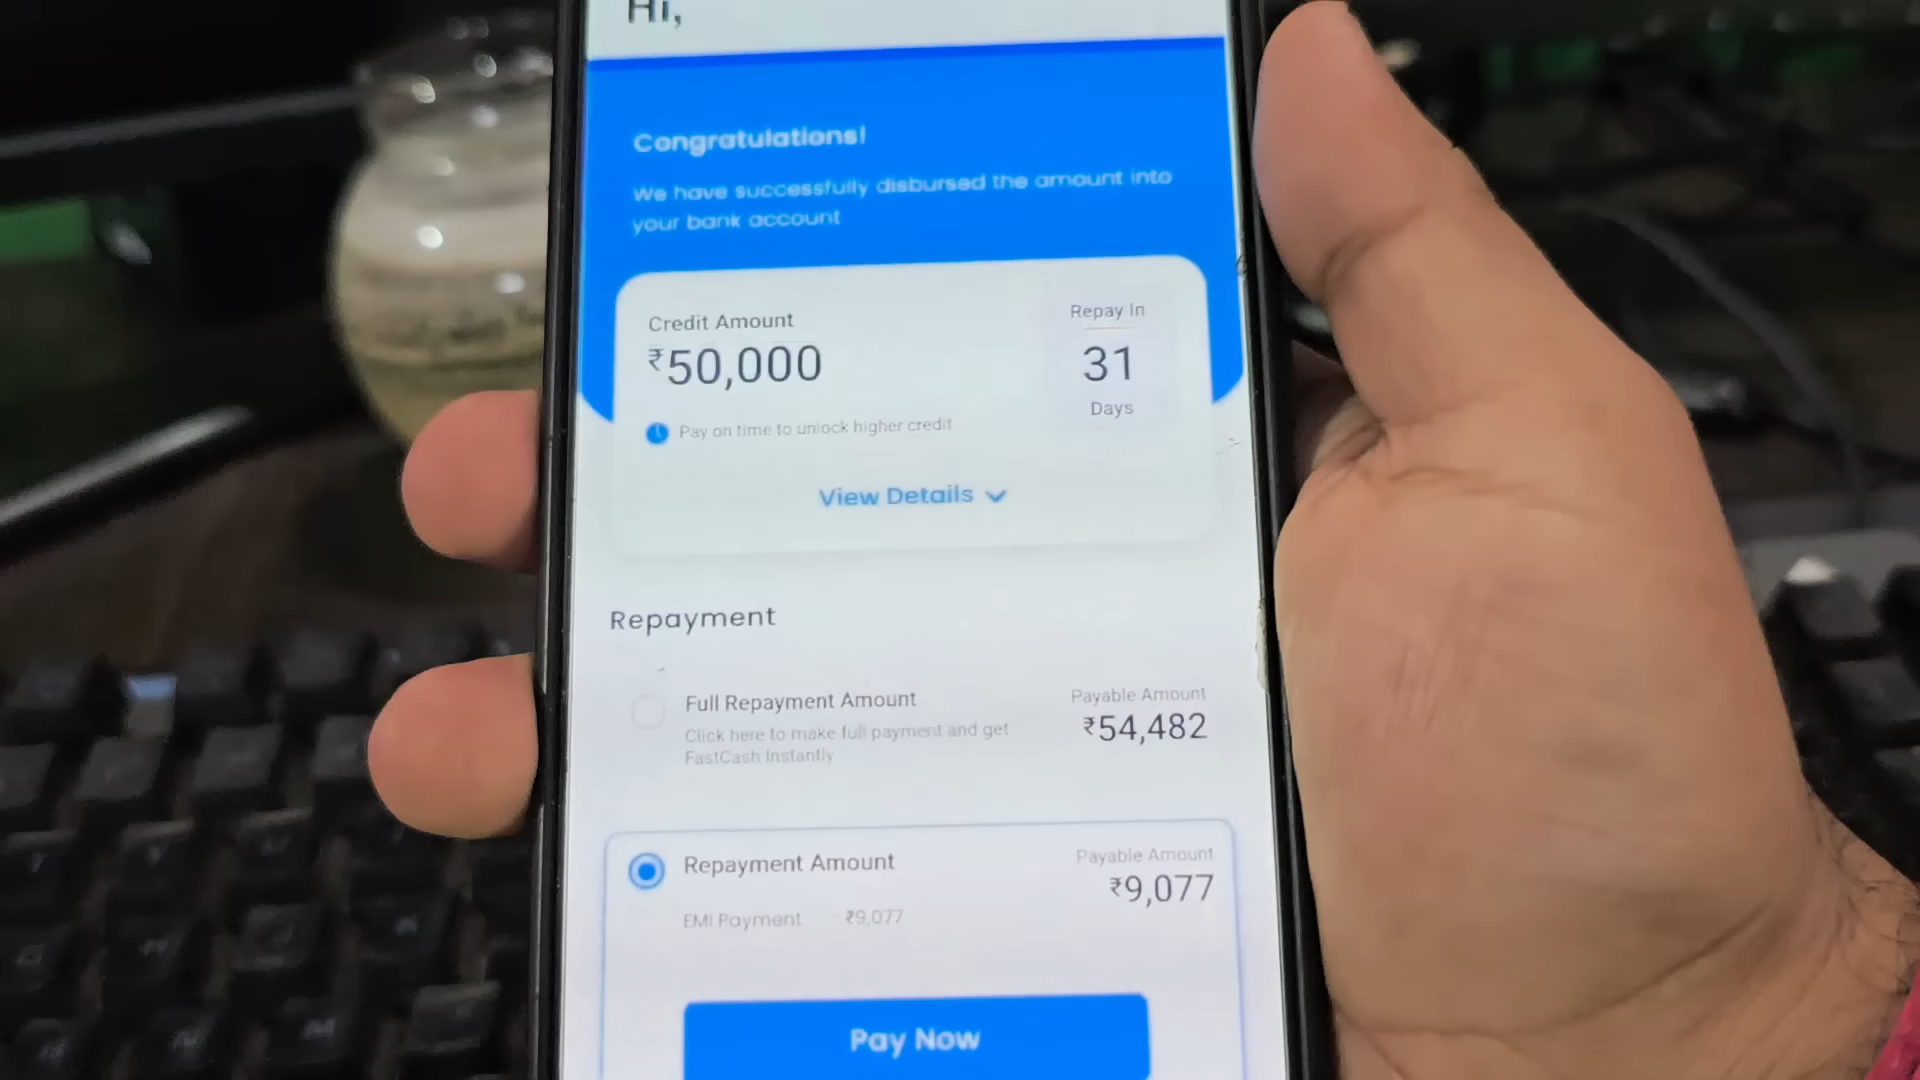 Hi,
Congratulations!
We have successfully disbursed the amount into
your bank account
Credit Amount
₹50,000
Repay In
31
Days
Pay on time to unlock higher credit
View Details
Repayment
Full Repayment Amount
Click here to make full payment and get
FastCash Instantly
Payable Amount
₹54,482
Repayment Amount
Payable Amount
₹9,077
EMI Payment ₹9,077
Pay Now